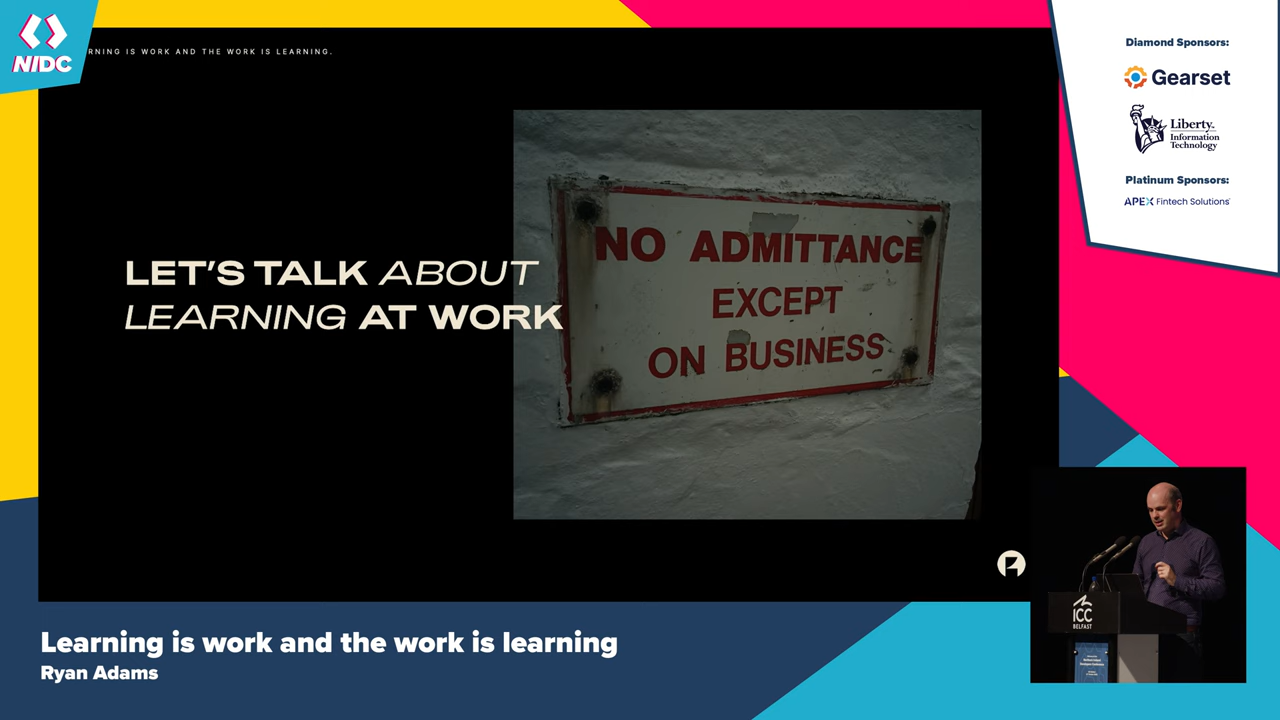 NIDC
RNING IS WORK AND THE WORK IS LEARNING.
LET'S TALK ABOUT
LEARNING AT WORK
NO ADMITTANCE
EXCEPT
ON BUSINESS
Diamond Sponsors:
Gearset
Liberty
Information
Technology
Platinum Sponsors:
APEX Fintech Solutions
ICC
BELFAST
Learning is work and the work is learning
Ryan Adams